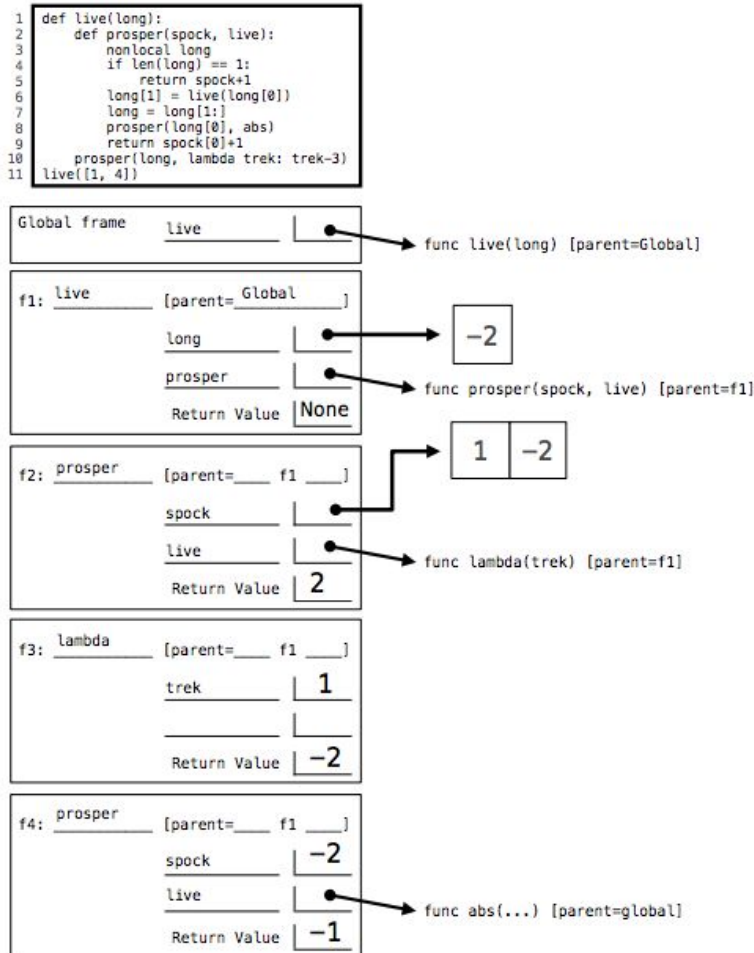 1 def live(long):
2     def prosper(spock, live):
3         nonlocal long
4         if len(long) == 1:
5             return spock+1
6         long[1] = live(long[0])
7         long = long[1:]
8         prosper(long[0], abs)
9         return spock[0]+1
10     prosper(long, lambda trek: trek-3)
11 live([1, 4])
Global frame live
func live(long) [parent=Global]
f1: live [parent=Global]
long
-2
prosper
func prosper(spock, live) [parent=f1]
Return Value None
f2: prosper [parent=____ f1 ____]
1 -2
spock
live
func lambda(trek) [parent=f1]
Return Value 2
f3: lambda [parent=____ f1 ____]
trek 1
Return Value -2
f4: prosper [parent=____ f1 ____]
spock -2
live
func abs(...) [parent=global]
Return Value -1